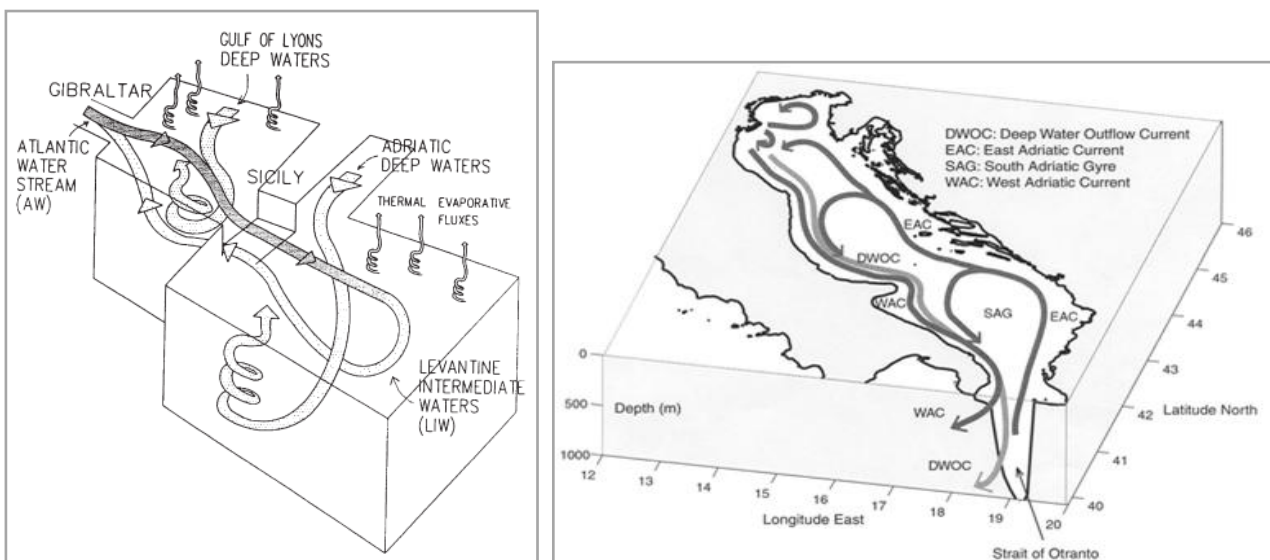 GULF OF LYONS
DEEP WATERS
GIBRALTAR
ATLANTIC
WATER
STREAM
(AW)
SICILY
ADRIATIC
DEEP WATERS
THERMAL EVAPORATIVE
FLUXES
LEVANTINE
INTERMEDIATE
WATERS
(LIW)
DWOC: Deep Water Outflow Current
EAC: East Adriatic Current
SAG: South Adriatic Gyre
WAC: West Adriatic Current
EAC
DWOC
WAC
SAG
EAC
WAC
DWOC
0
500
1000
Depth (m)
12
13
14
15
16
17
18
19
20
Longitude East
46
45
44
43
42
41
40
Latitude North
Strait of Otranto